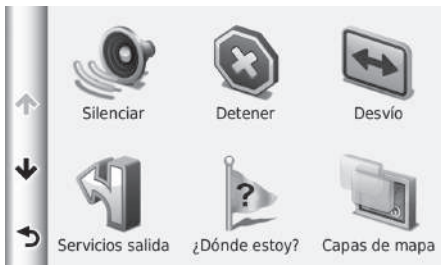 Silenciar
Detener
Desvío
Servicios salida
¿Dónde estoy?
Capas de mapa